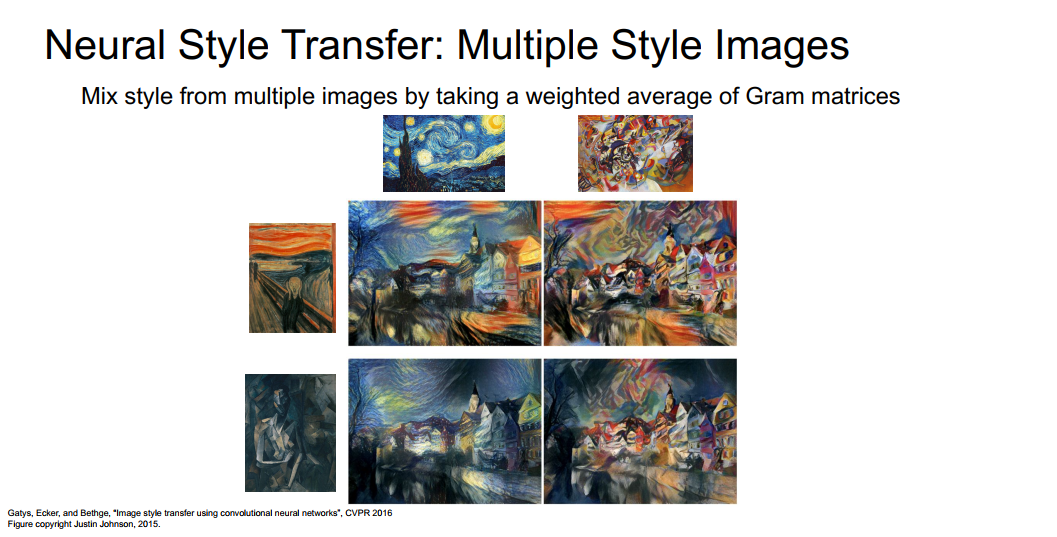 Neural Style Transfer: Multiple Style Images
Mix style from multiple images by taking a weighted average of Gram matrices
Gatys, Ecker, and Bethge, "Image style transfer using convolutional neural networks", CVPR 2016
Figure copyright Justin Johnson, 2015.